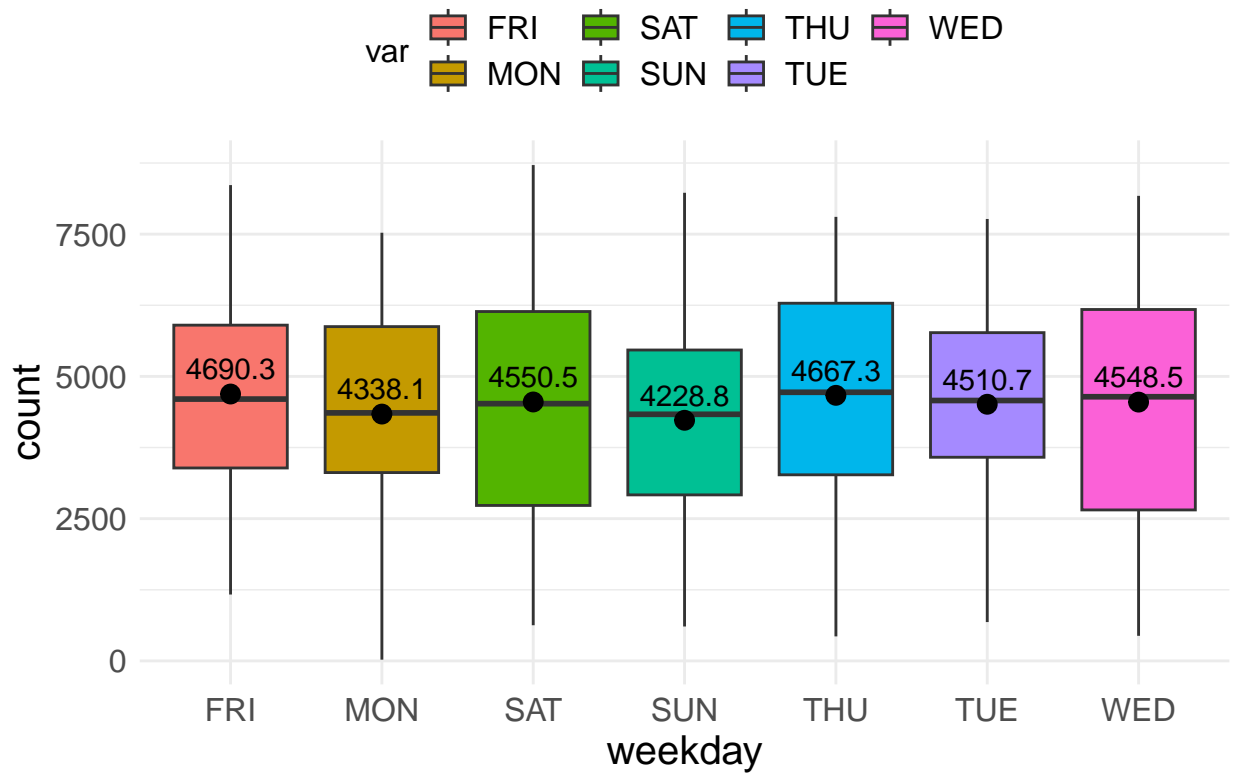 var FRI SAT THU WED
MON SUN TUE
count
7500
5000
2500
0
4690.3 4338.1 4550.5 4228.8 4667.3 4510.7 4548.5
FRI MON SAT SUN THU TUE WED
weekday